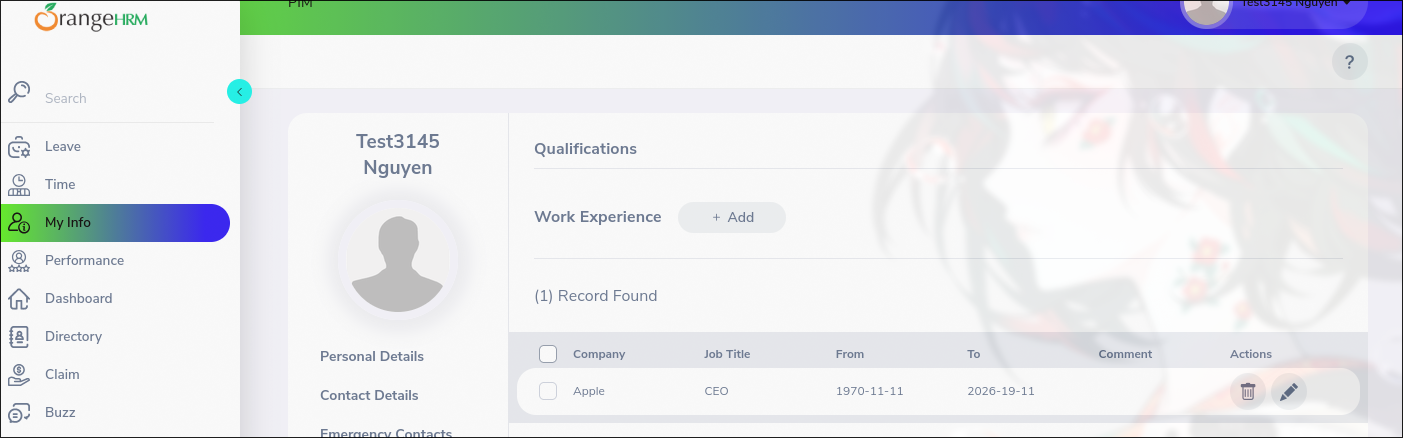 OrangeHRM
PIM
Test3145 Nguyen
?
Search
Leave
Time
My Info
Performance
Dashboard
Directory
Claim
Buzz
Test3145
Nguyen
Personal Details
Contact Details
Emergency Contacts
Qualifications
Work Experience + Add
(1) Record Found
Company Job Title From To Comment Actions
Apple CEO 1970-11-11 2026-19-11